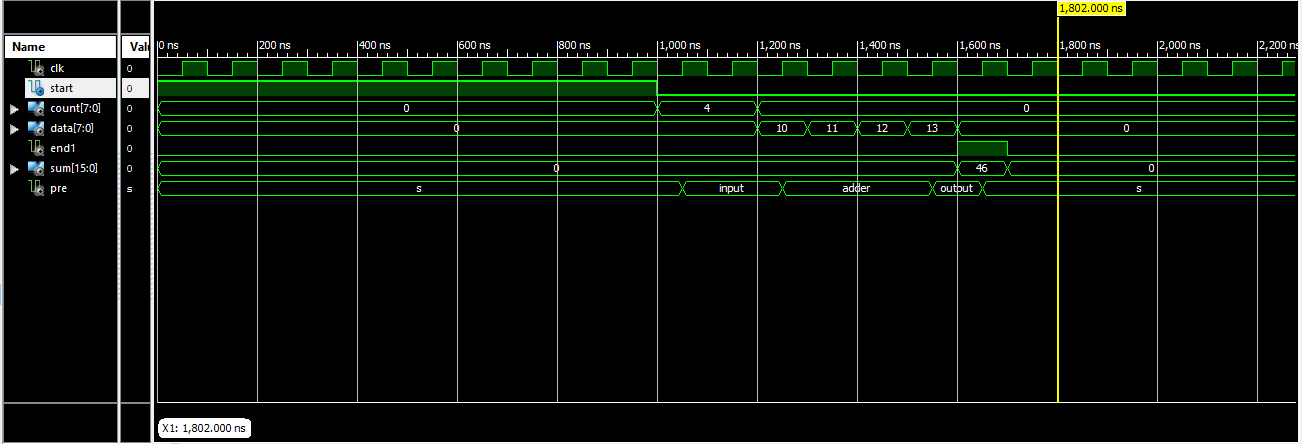 1,802.000 ns
Name Valu 0 ns 200 ns 400 ns 600 ns 800 ns 1,000 ns 1,200 ns 1,400 ns 1,600 ns 1,800 ns 2,000 ns 2,200 ns
clk 0
start 0
count[7:0] 0 0 4 0
data[7:0] 0 0 10 11 12 13 0
end1 0
sum[15:0] 0 0 46 0
pre s s input adder output s
X1: 1,802.000 ns